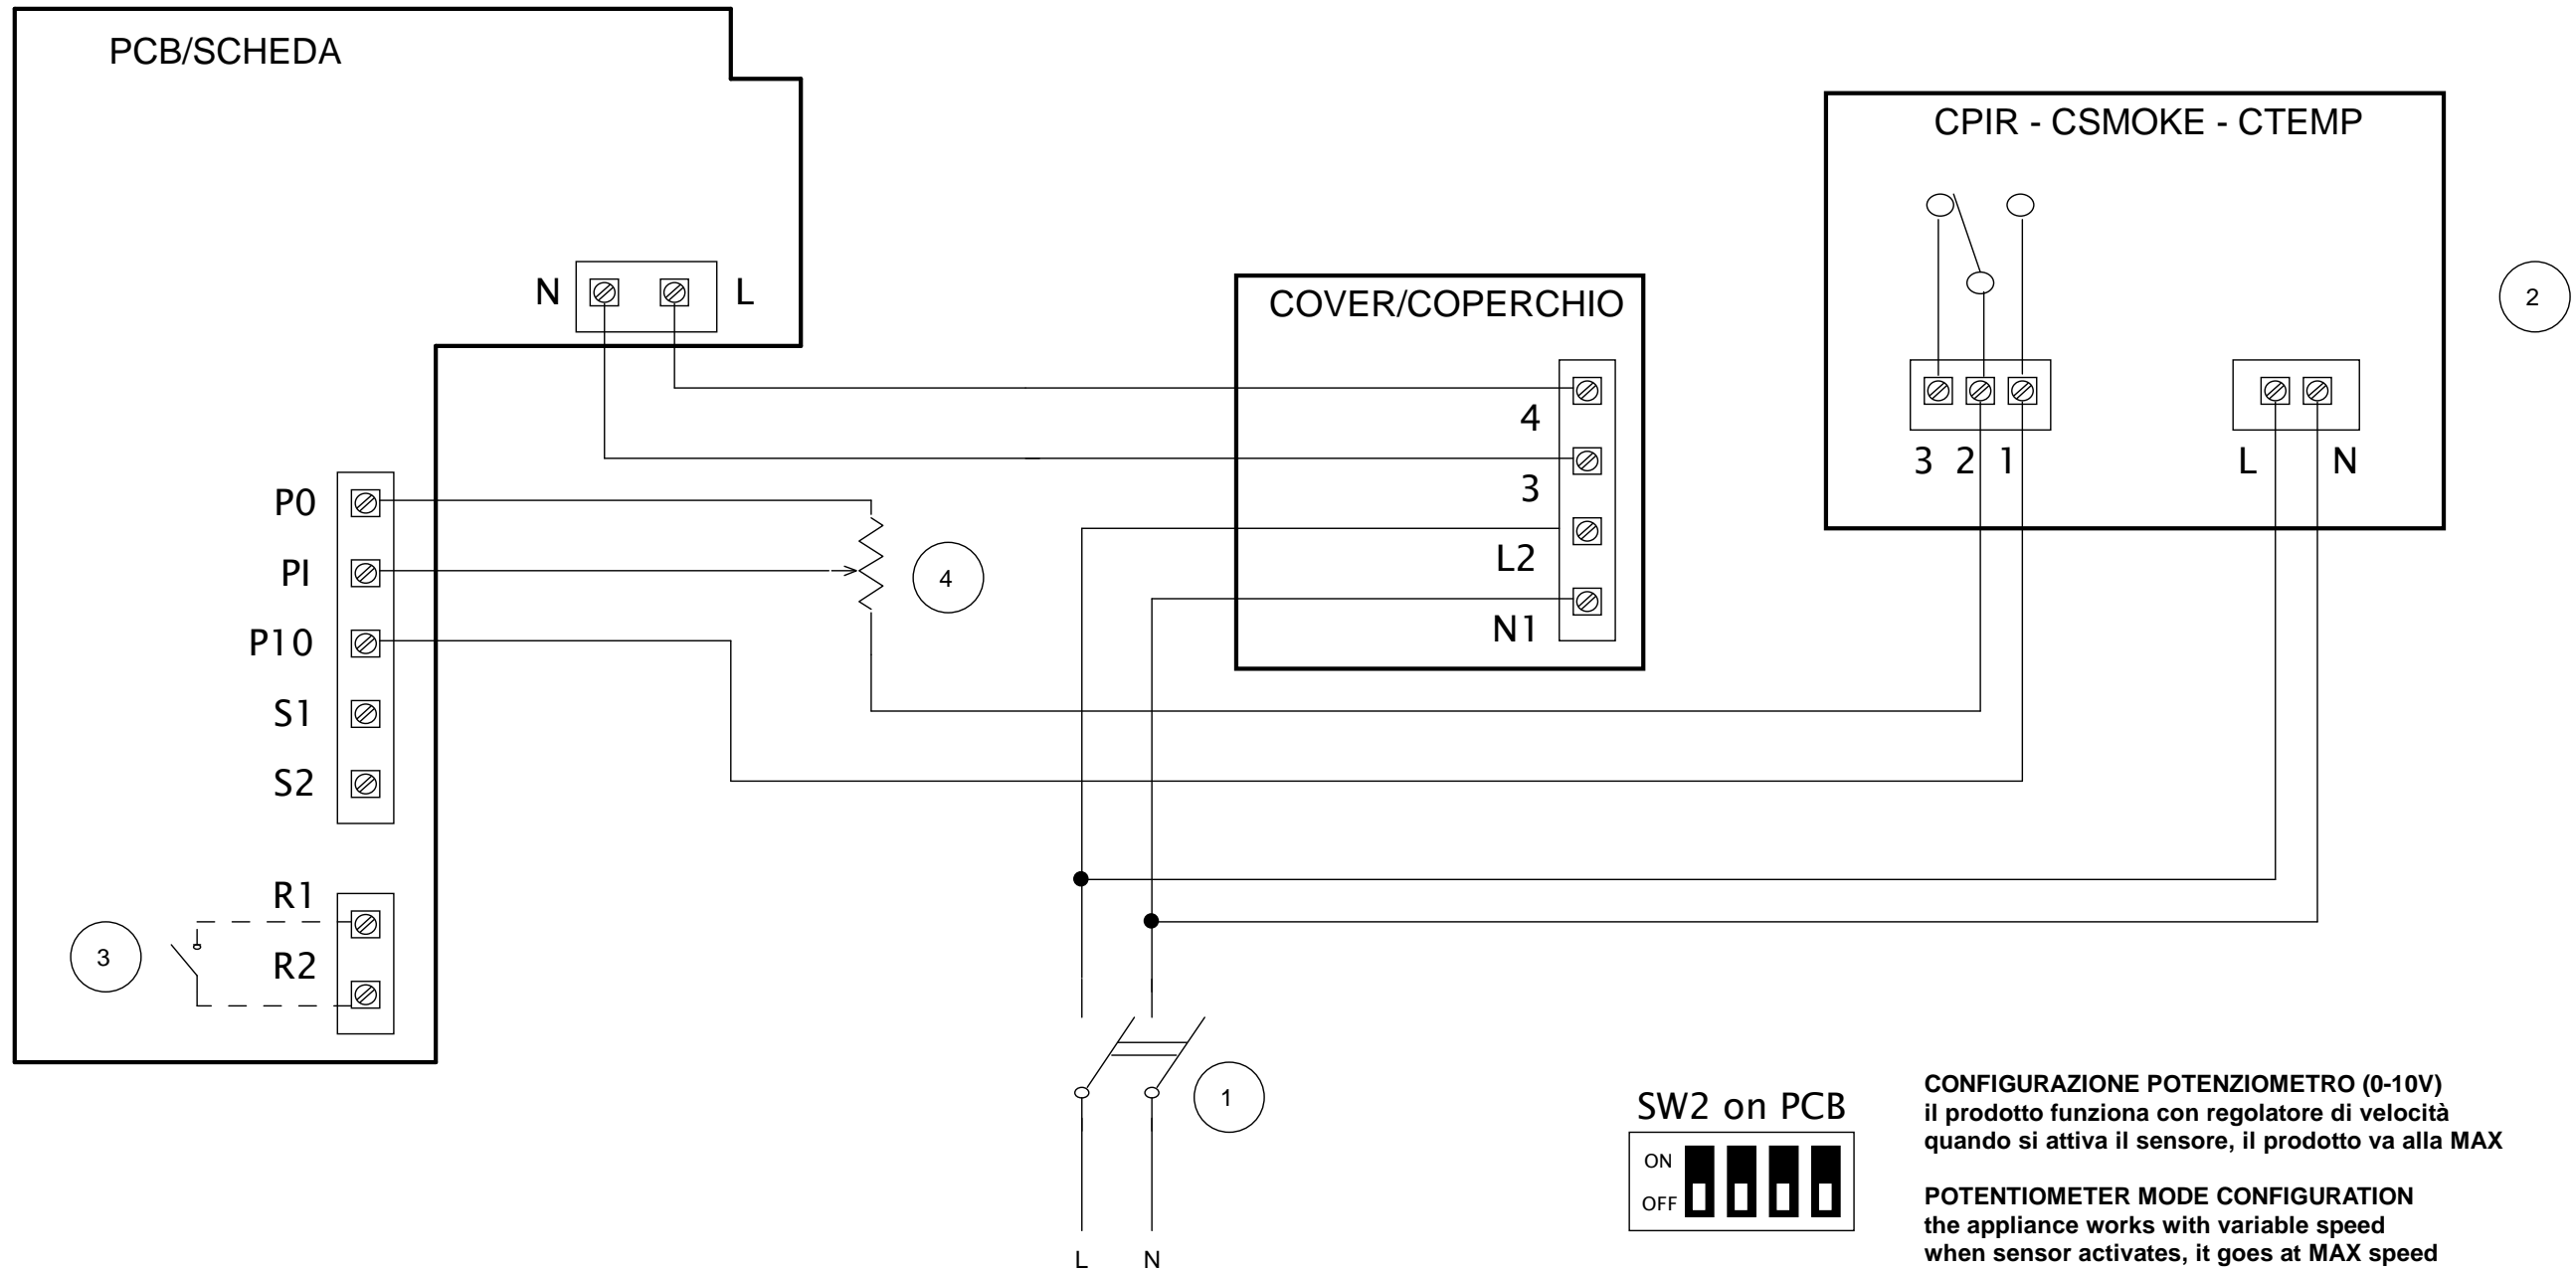 PCB/SCHEDA
CPIR - CSMOKE - CTEMP
N
L
COVER/COPERCHIO
2
4
3 2 1
L
N
3
P0
PI
4
L2
P10
N1
S1
S2
R1
3
R2
1
SW2 on PCB
ON
OFF
L
N
CONFIGURAZIONE POTENZIOMETRO (0-10V)
il prodotto funziona con regolatore di velocità
quando si attiva il sensore, il prodotto va alla MAX
POTENTIOMETER MODE CONFIGURATION
the appliance works with variable speed
when sensor activates, it goes at MAX speed